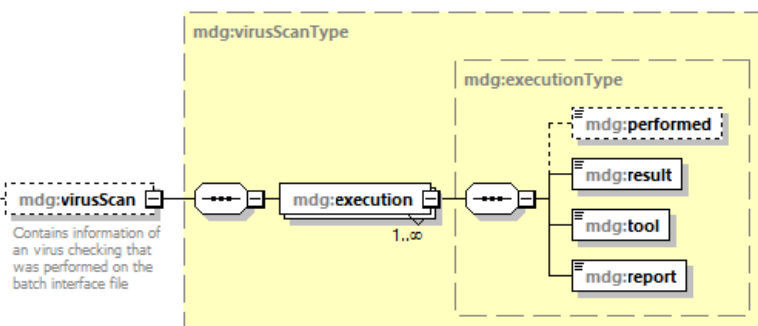 mdg:virusScanType
mdg:executionType
mdg:performed
mdg:result
mdg:virusScan
mdg:execution
1..∞
mdg:tool
mdg:report
Contains information of
an virus checking that
was performed on the
batch interface file